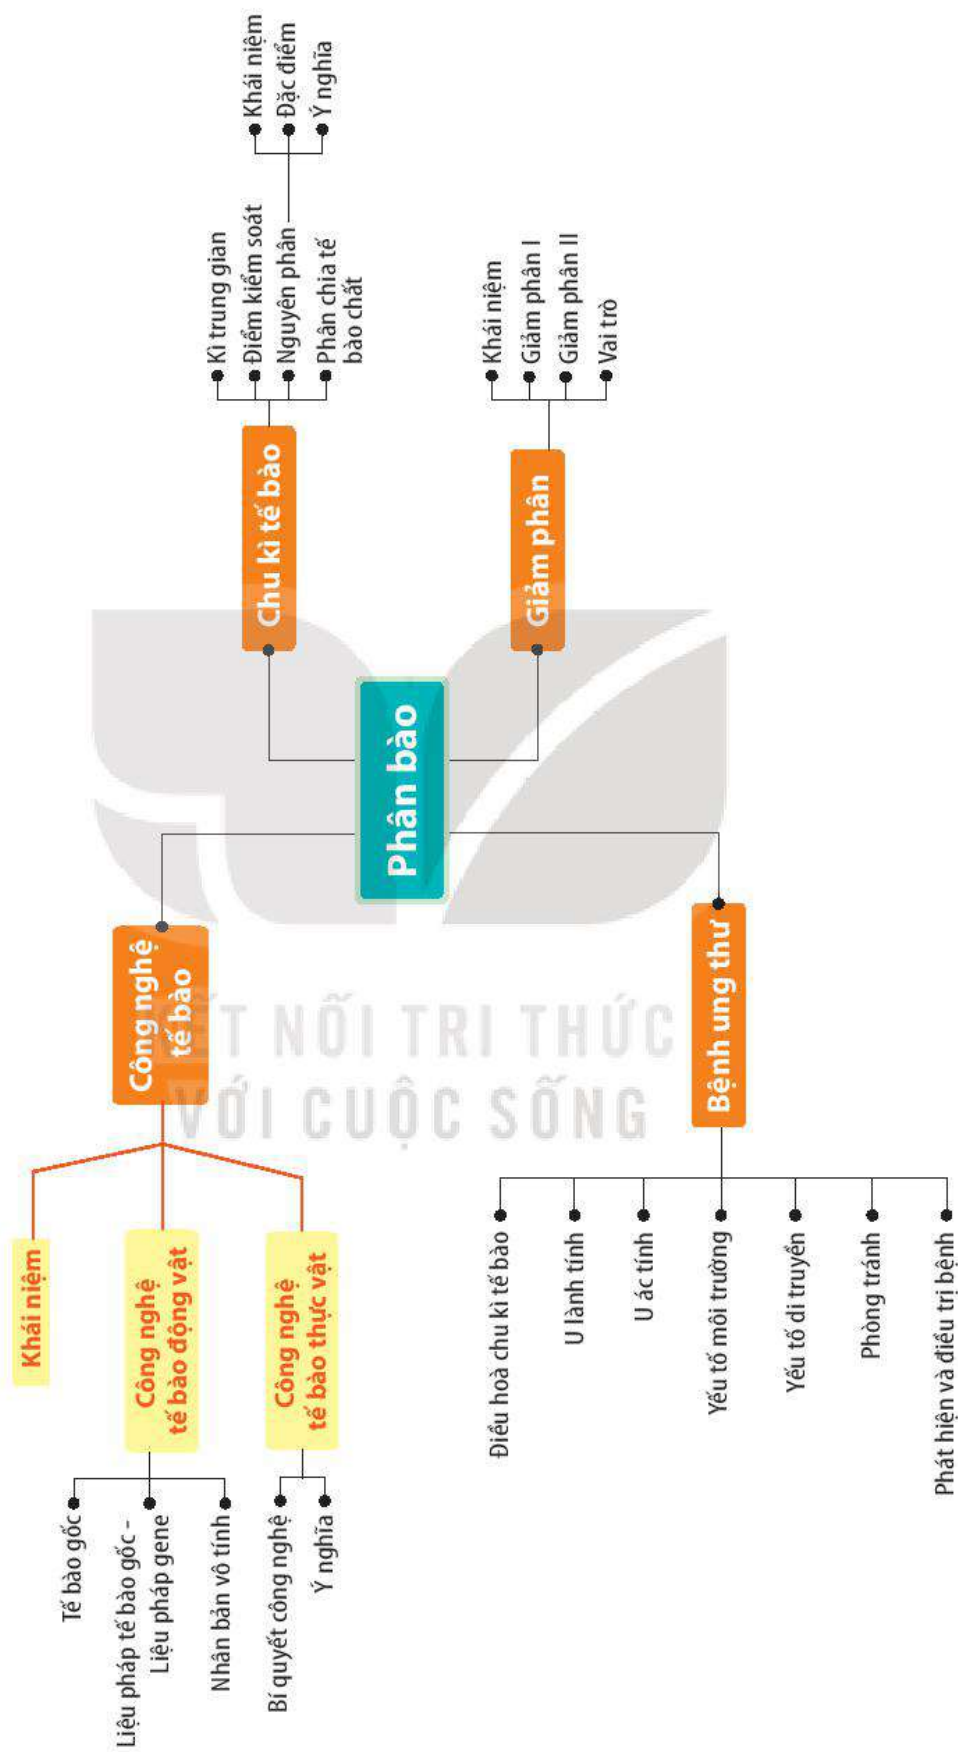 Phân bào
Công nghệ
tế bào
Khái niệm
Công nghệ
tế bào động vật
Tế bào gốc
Liệu pháp tế bào gốc -
Liệu pháp gene
Nhân bản vô tính
Công nghệ
tế bào thực vật
Bí quyết công nghệ
Ý nghĩa
Chu kì tế bào
Kì trung gian
Điểm kiểm soát
Nguyên phân
Khái niệm
Đặc điểm
Ý nghĩa
Phân chia tế
bào chất
Giảm phân
Khái niệm
Giảm phân I
Giảm phân II
Vai trò
Bệnh ung thư
Điều hoà chu kì tế bào
U lành tính
U ác tính
Yếu tố môi trường
Yếu tố di truyền
Phòng tránh
Phát hiện và điều trị bệnh
KẾT NỐI TRI THỨC
VỚI CUỘC SỐNG